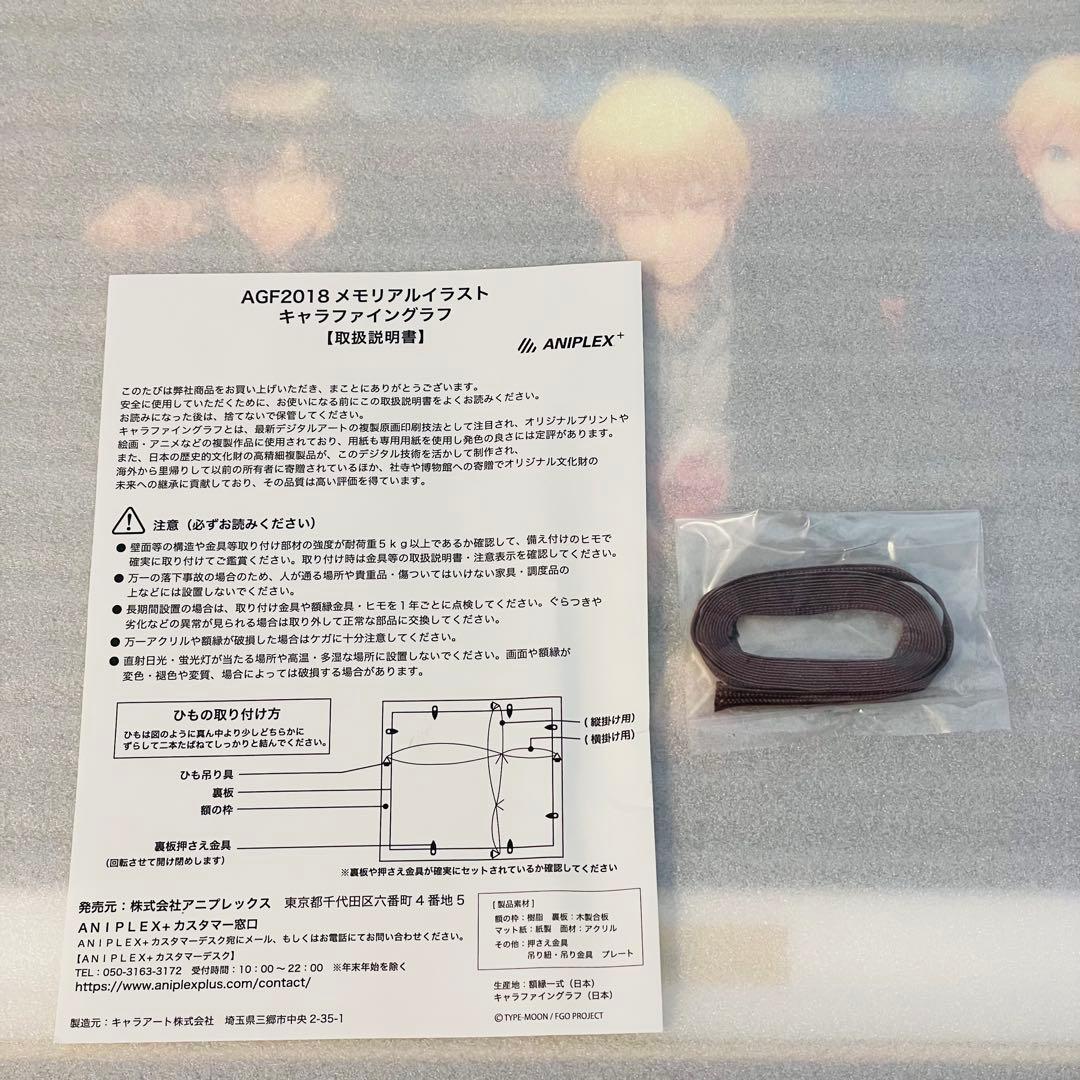 AGF2018 メモリアルイラスト
キャラファイングラフ
【取扱説明書】
ANIPLEX+
このたびは弊社商品をお買い上げいただき、まことにありがとうございます。
安全に使用していただくために、お使いになる前にこの取扱説明書をよくお読みください。
お読みになった後は、捨てないで保管してください。
キャラファイングラフとは、最新デジタルアートの複製原画印刷技法として注目され、オリジナルプリントや
絵画・アニメなどの複製作品に使用されており、用紙も専用用紙を使用し発色の良さには定評があります。
また、日本の歴史的文化財の高精細複製品が、このデジタル技術を活かして制作され、
海外から里帰りして以前の所有者に寄贈されているほか、社寺や博物館への寄贈でオリジナル文化財の
未来への継承に貢献しており、その品質は高い評価を得ています。
注意（必ずお読みください）
● 壁面等の構造や金具等取り付け部材の強度が耐荷重５ｋｇ以上であるか確認して、備え付けのヒモで
確実に取り付けてご鑑賞ください。取り付け時は金具等の取扱説明書・注意表示を確認してください。
● 万一の落下事故の場合のため、人が通る場所や貴重品・傷ついてはいけない家具・調度品の
上などには設置しないでください。
● 長期間設置の場合は、取り付け金具や額縁金具・ヒモを１年ごとに点検してください。ぐらつきや
劣化などの異常が見られる場合は取り外して正常な部品に交換してください。
● 万一アクリルや額縁が破損した場合はケガに十分注意してください。
● 直射日光・蛍光灯が当たる場所や高温・多湿な場所に設置しないでください。画面や額縁が
変色・褪色や変質、場合によっては破損する場合があります。
ひもの取り付け方
ひもは図のように真ん中より少しどちらかに
ずらして二本たばねてしっかりと結んでください。
（縦掛け用）
（横掛け用）
ひも吊り具
裏板
額の枠
裏板押さえ金具
（回転させて開け閉めします）
※裏板や押さえ金具が確実にセットされているか確認してください
発売元：株式会社アニプレックス　東京都千代田区六番町４番地５
ＡＮＩＰＬＥＸ+ カスタマー窓口
ＡＮＩＰＬＥＸ+ カスタマーデスク宛にメール、もしくはお電話にてお問い合わせください。
【ＡＮＩＰＬＥＸ+ カスタマーデスク】
TEL：050-3163-3172　受付時間：10：00～22：00　※年末年始を除く
https://www.aniplexplus.com/contact/
製造元：キャラアート株式会社　埼玉県三郷市中央 2-35-1
［製品素材］
額の枠：樹脂　裏板：木製合板
マット紙：紙製　面材：アクリル
その他：押さえ金具
吊り紐・吊り金具　プレート
生産地：額縁一式（日本）
キャラファイングラフ（日本）
© TYPE-MOON / FGO PROJECT